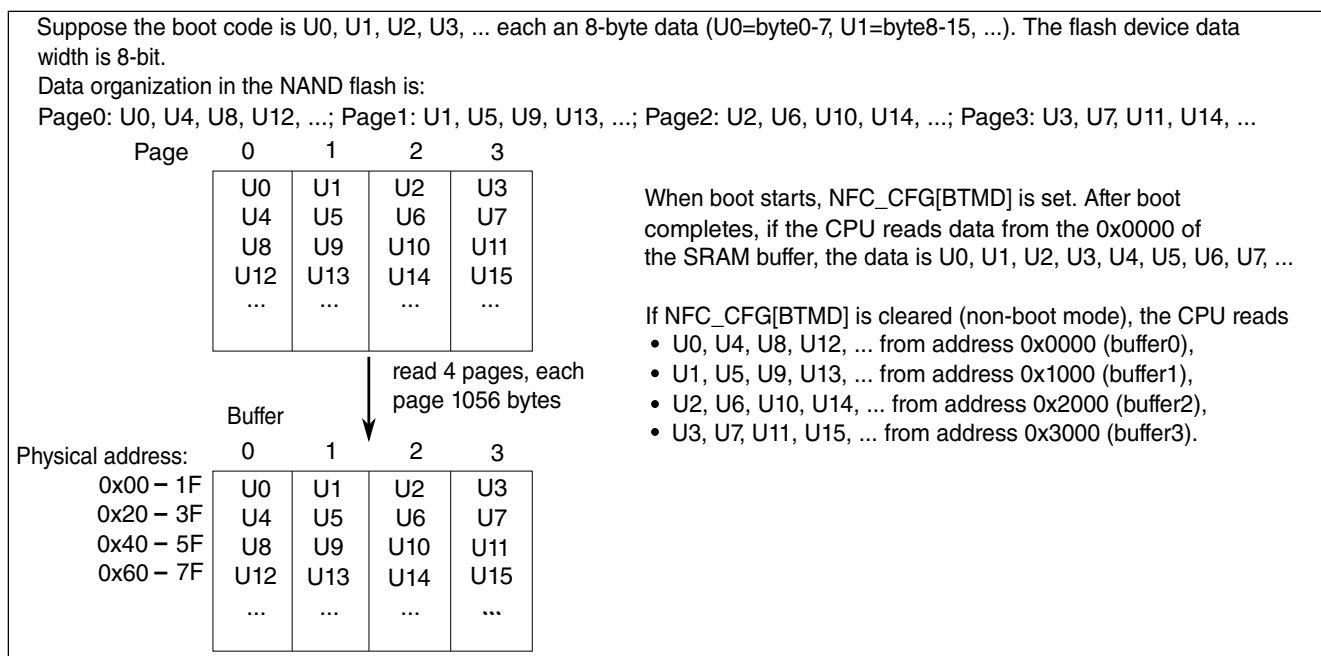 Suppose the boot code is U0, U1, U2, U3, ... each an 8-byte data (U0=byte0-7, U1=byte8-15, ...). The flash device data
width is 8-bit.
Data organization in the NAND flash is:
Page0: U0, U4, U8, U12, ...; Page1: U1, U5, U9, U13, ...; Page2: U2, U6, U10, U14, ...; Page3: U3, U7, U11, U14, ...
Page 0 1 2 3
U0 U1 U2 U3
U4 U5 U6 U7
U8 U9 U10 U11
U12 U13 U14 U15
... ... ... ...
When boot starts, NFC_CFG[BTMD] is set. After boot
completes, if the CPU reads data from the 0x0000 of
the SRAM buffer, the data is U0, U1, U2, U3, U4, U5, U6, U7, ...
If NFC_CFG[BTMD] is cleared (non-boot mode), the CPU reads
• U0, U4, U8, U12, ... from address 0x0000 (buffer0),
• U1, U5, U9, U13, ... from address 0x1000 (buffer1),
• U2, U6, U10, U14, ... from address 0x2000 (buffer2),
• U3, U7, U11, U15, ... from address 0x3000 (buffer3).
read 4 pages, each
page 1056 bytes
Buffer
Physical address: 0 1 2 3
0x00 – 1F U0 U1 U2 U3
0x20 – 3F U4 U5 U6 U7
0x40 – 5F U8 U9 U10 U11
0x60 – 7F U12 U13 U14 U15
... ... ... ...